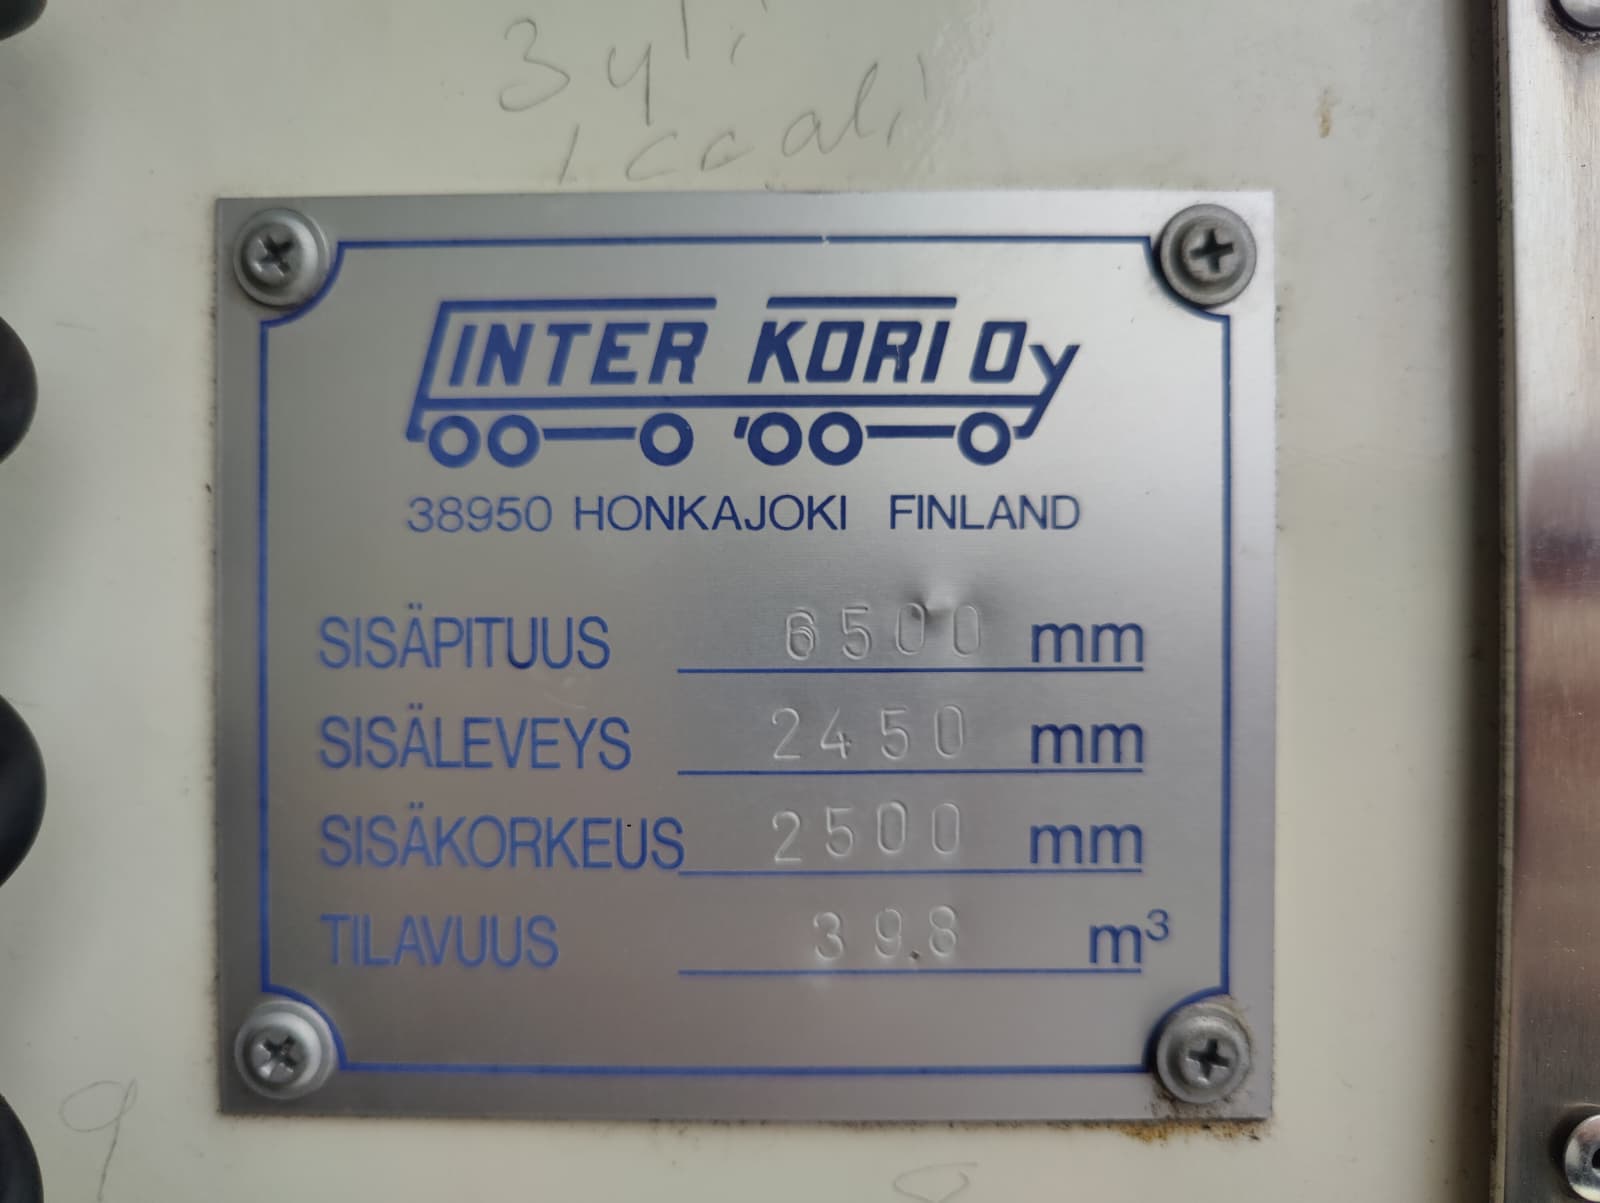 INTER KORI Oy
38950 HONKAJOKI FINLAND
SISÄPITUUS 6500 mm
SISÄLEVEYS 2450 mm
SISÄKORKEUS 2500 mm
TILAVUUS 39.8 m³
9